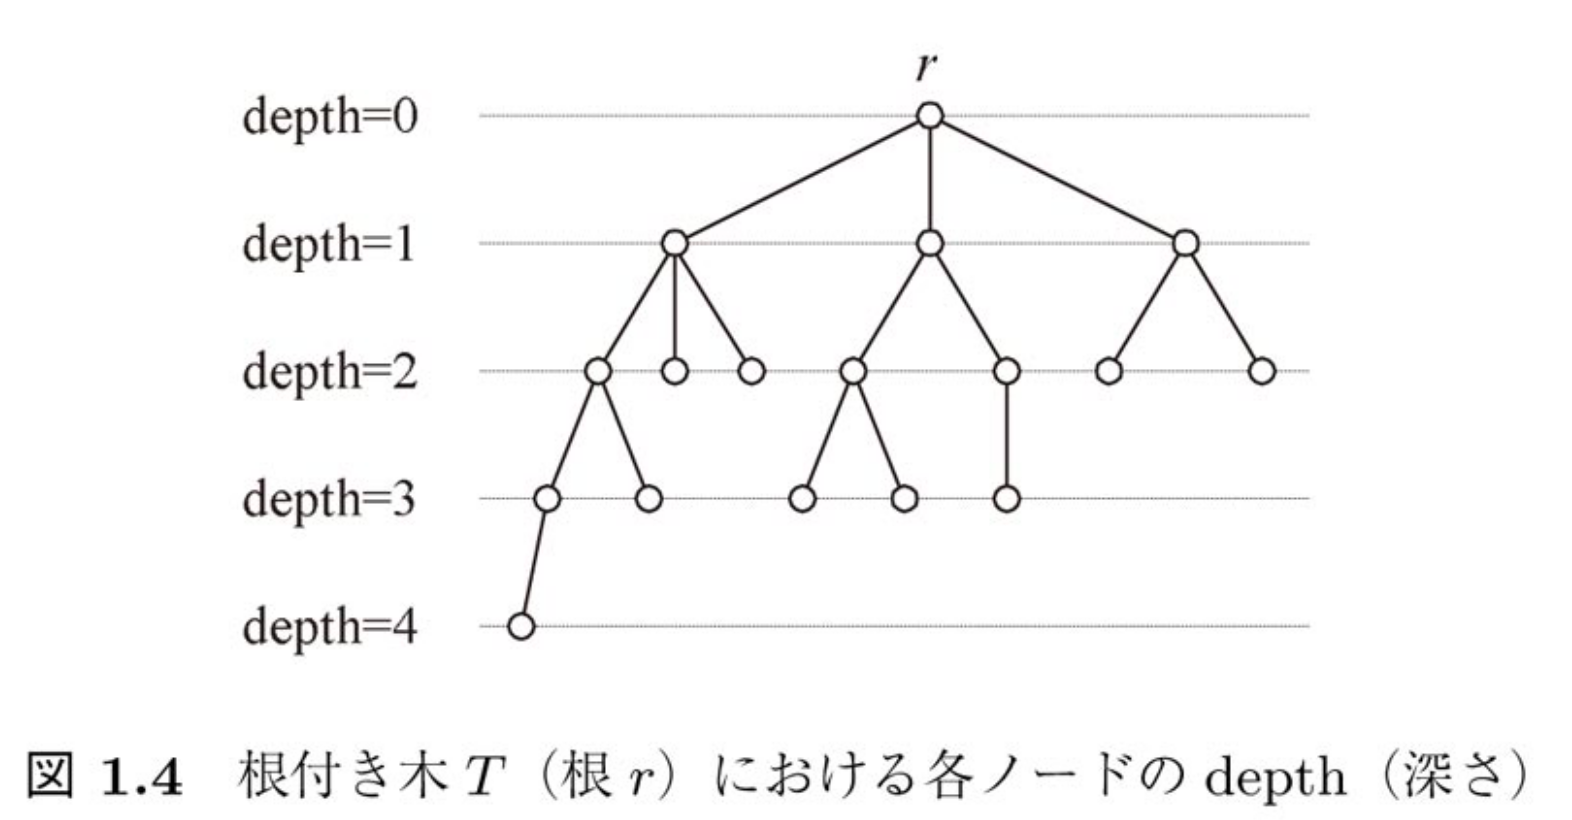 r
depth=0
depth=1
depth=2
depth=3
depth=4
図 1.4 根付き木 T（根 r）における各ノードの depth（深さ）